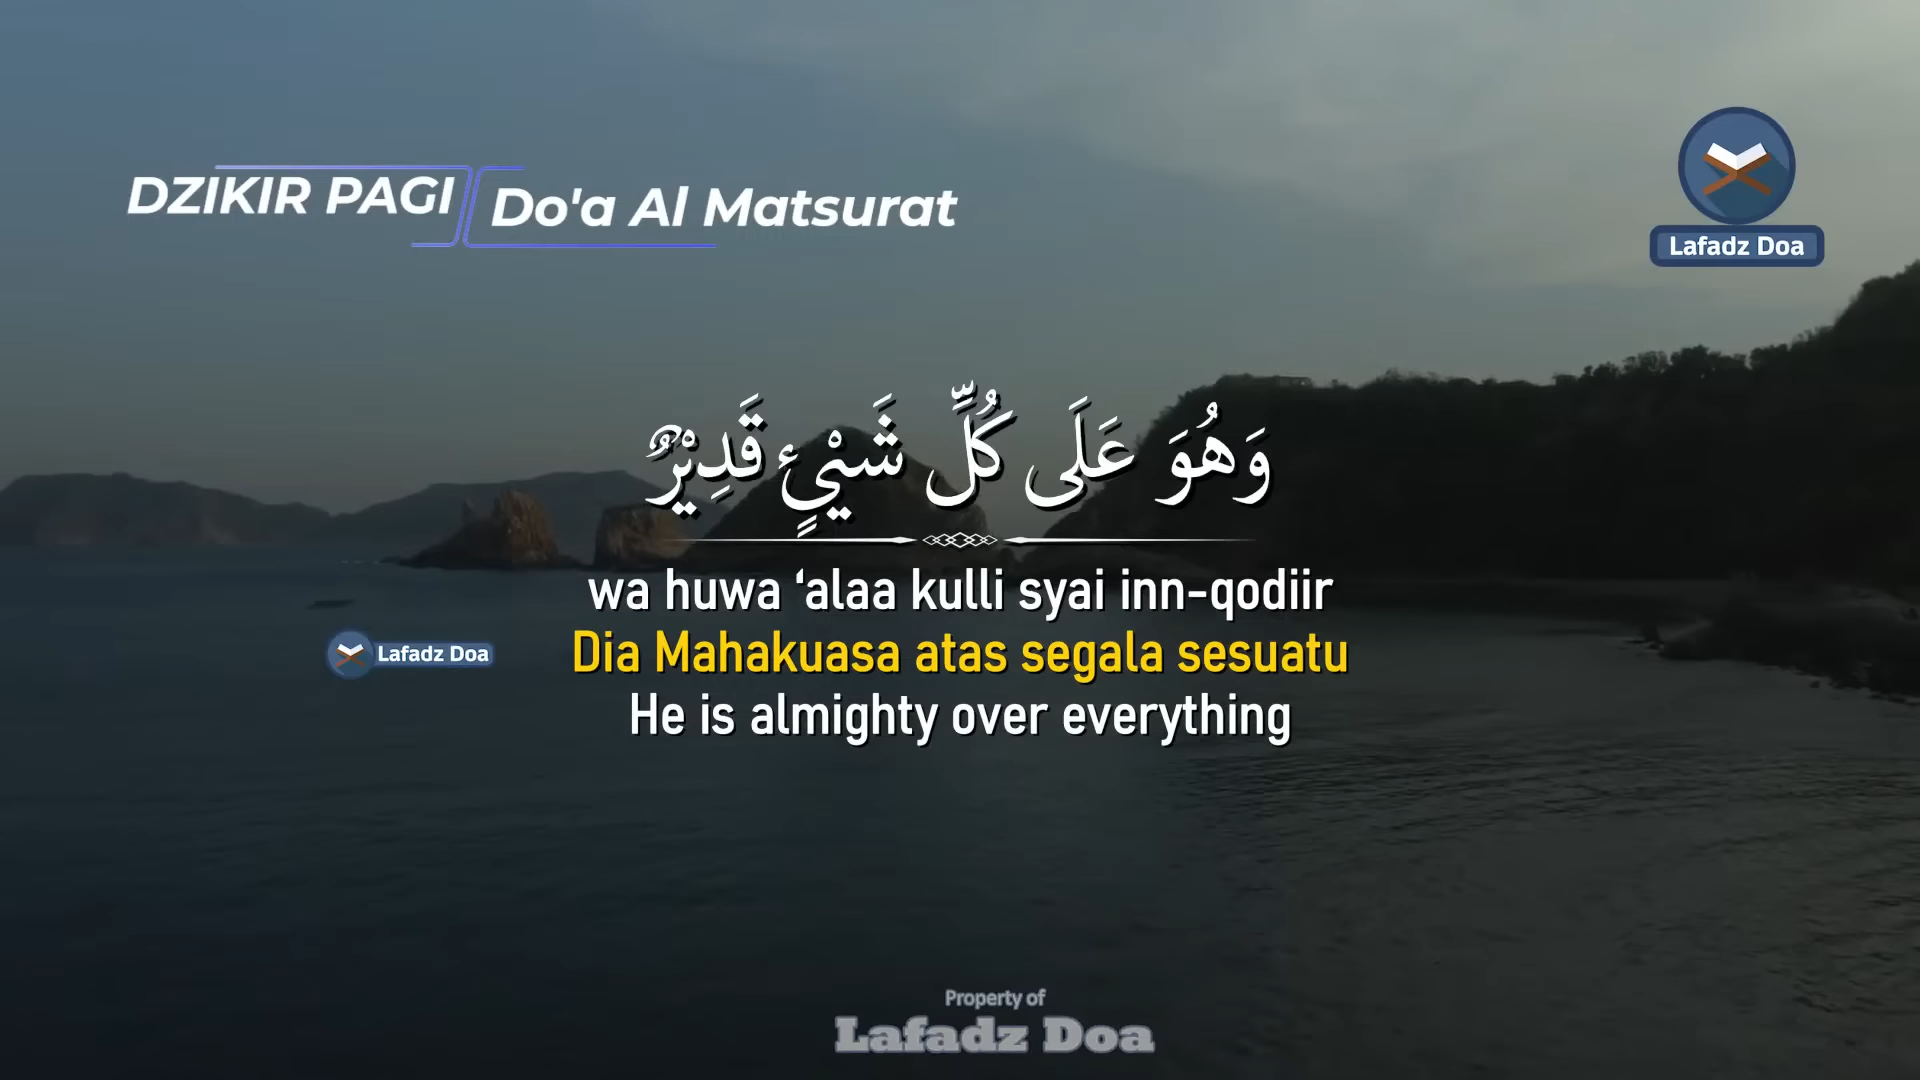 DZIKIR PAGI
Do'a Al Matsurat
Lafadz Doa
وَهُوَ عَلَى كُلِّ شَيْءٍ قَدِيْرٌ
wa huwa ‘alaa kulli syai inn-qodiir
Lafadz Doa
Dia Mahakuasa atas segala sesuatu
He is almighty over everything
Property of
Lafadz Doa